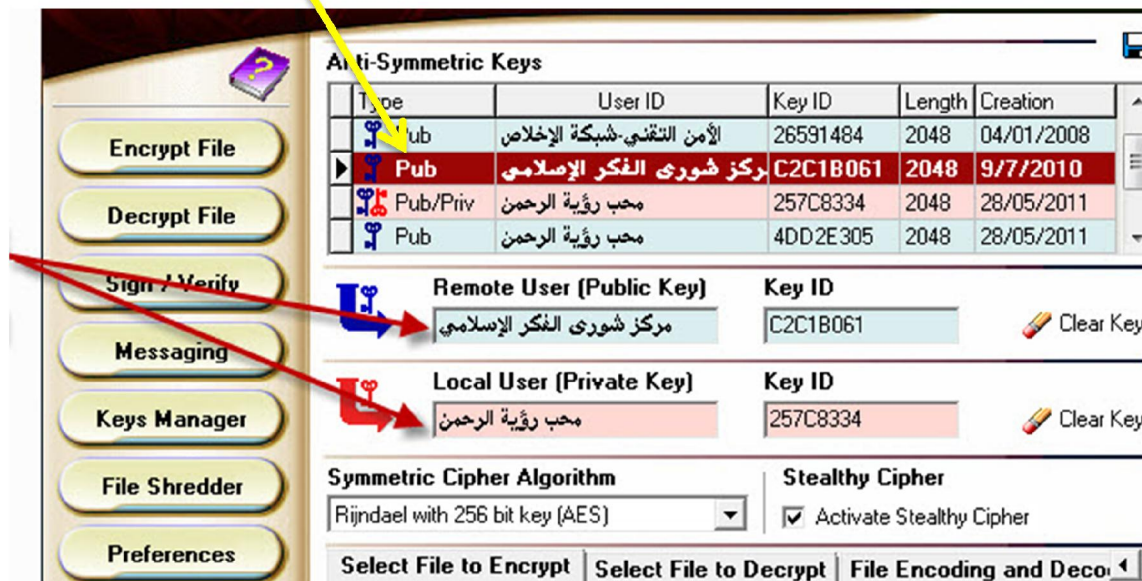 Anti-Symmetric Keys
Type User ID Key ID Length Creation
Pub الأمن التقني-شبكة الإخلاص 26591484 2048 04/01/2008
Pub مركز شورى الفكر الإسلامي C2C1B061 2048 9/7/2010
Pub/Priv محب رؤية الرحمن 257C8334 2048 28/05/2011
Pub محب رؤية الرحمن 4DD2E305 2048 28/05/2011
Encrypt File
Decrypt File
Sign / Verify
Messaging
Keys Manager
File Shredder
Preferences
Remote User (Public Key) Key ID
مركز شورى الفكر الإسلامي C2C1B061 Clear Key
Local User (Private Key) Key ID
محب رؤية الرحمن 257C8334 Clear Key
Symmetric Cipher Algorithm Stealthy Cipher
Rijndael with 256 bit key (AES) Activate Stealthy Cipher
Select File to Encrypt Select File to Decrypt File Encoding and Deco